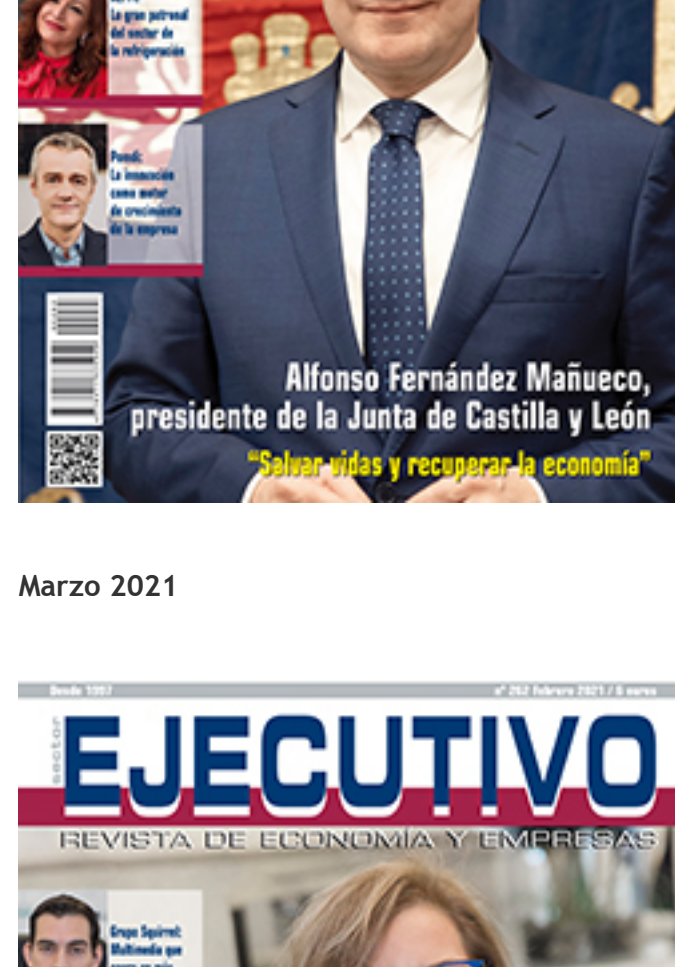 La gran patronal
del sector de
la refrigeración
La innovación
como motor
de crecimiento
de la empresa
Alfonso Fernández Mañueco,
presidente de la Junta de Castilla y León
"Salvar vidas y recuperar la economía"
Marzo 2021
Desde 1997
nº 262 febrero 2021 / 6 euros
sector
EJECUTIVO
REVISTA DE ECONOMÍA Y EMPRESAS
Grupo Squirrel:
Multimedia que